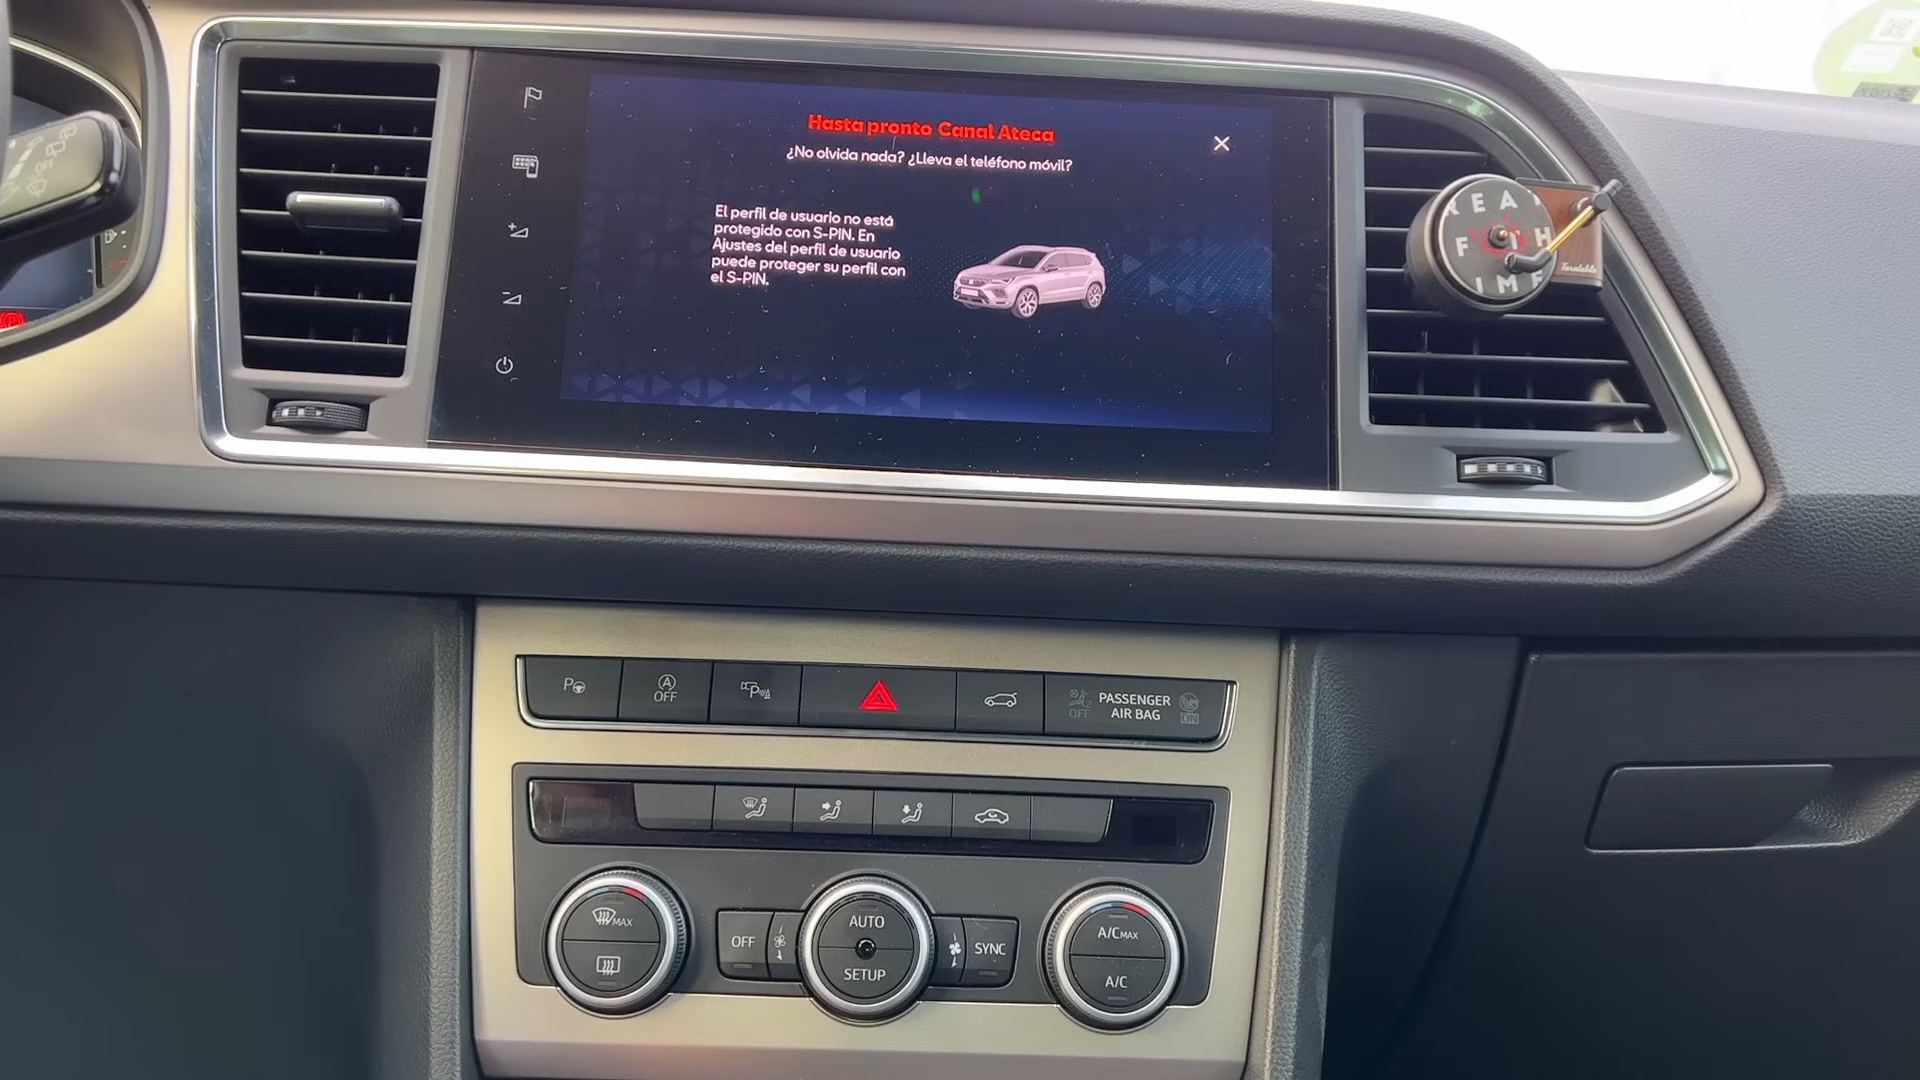 Hasta pronto Canal Ateca
¿No olvida nada? ¿Lleva el teléfono móvil?
El perfil de usuario no está
protegido con S-PIN. En
Ajustes del perfil de usuario
puede proteger su perfil con
el S-PIN.
OFF
P
A
OFF
P
OFF
PASSENGER
AIR BAG
ON
MAX
OFF
AUTO
SETUP
SYNC
A/C MAX
A/C